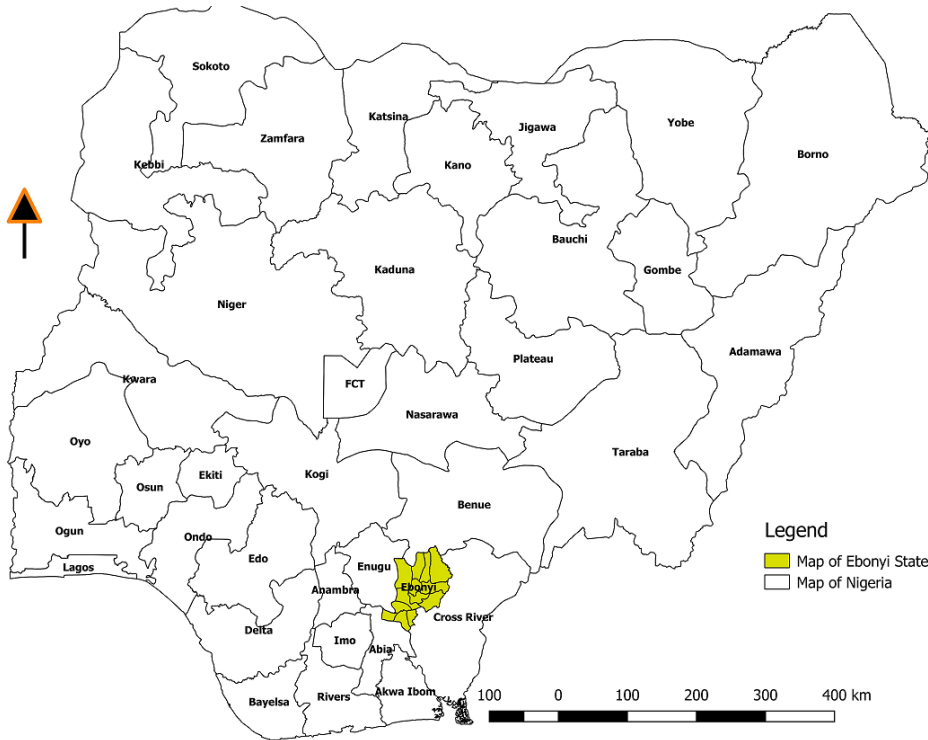 Sokoto
Katsina
Zamfara
Kebbi
Kano
Jigawa
Yobe
Borno
Bauchi
Gombe
Kaduna
Niger
Adamawa
Plateau
FCT
Kwara
Nasarawa
Oyo
Taraba
Kogi
Ekiti
Osun
Benue
Ogun
Ondo
Edo
Lagos
Enugu
Anambra
Ebonyi
Cross River
Delta
Imo
Abia
Bayelsa
Rivers
Akwa Ibom
Legend
Map of Ebonyi State
Map of Nigeria
100 0 100 200 300 400 km